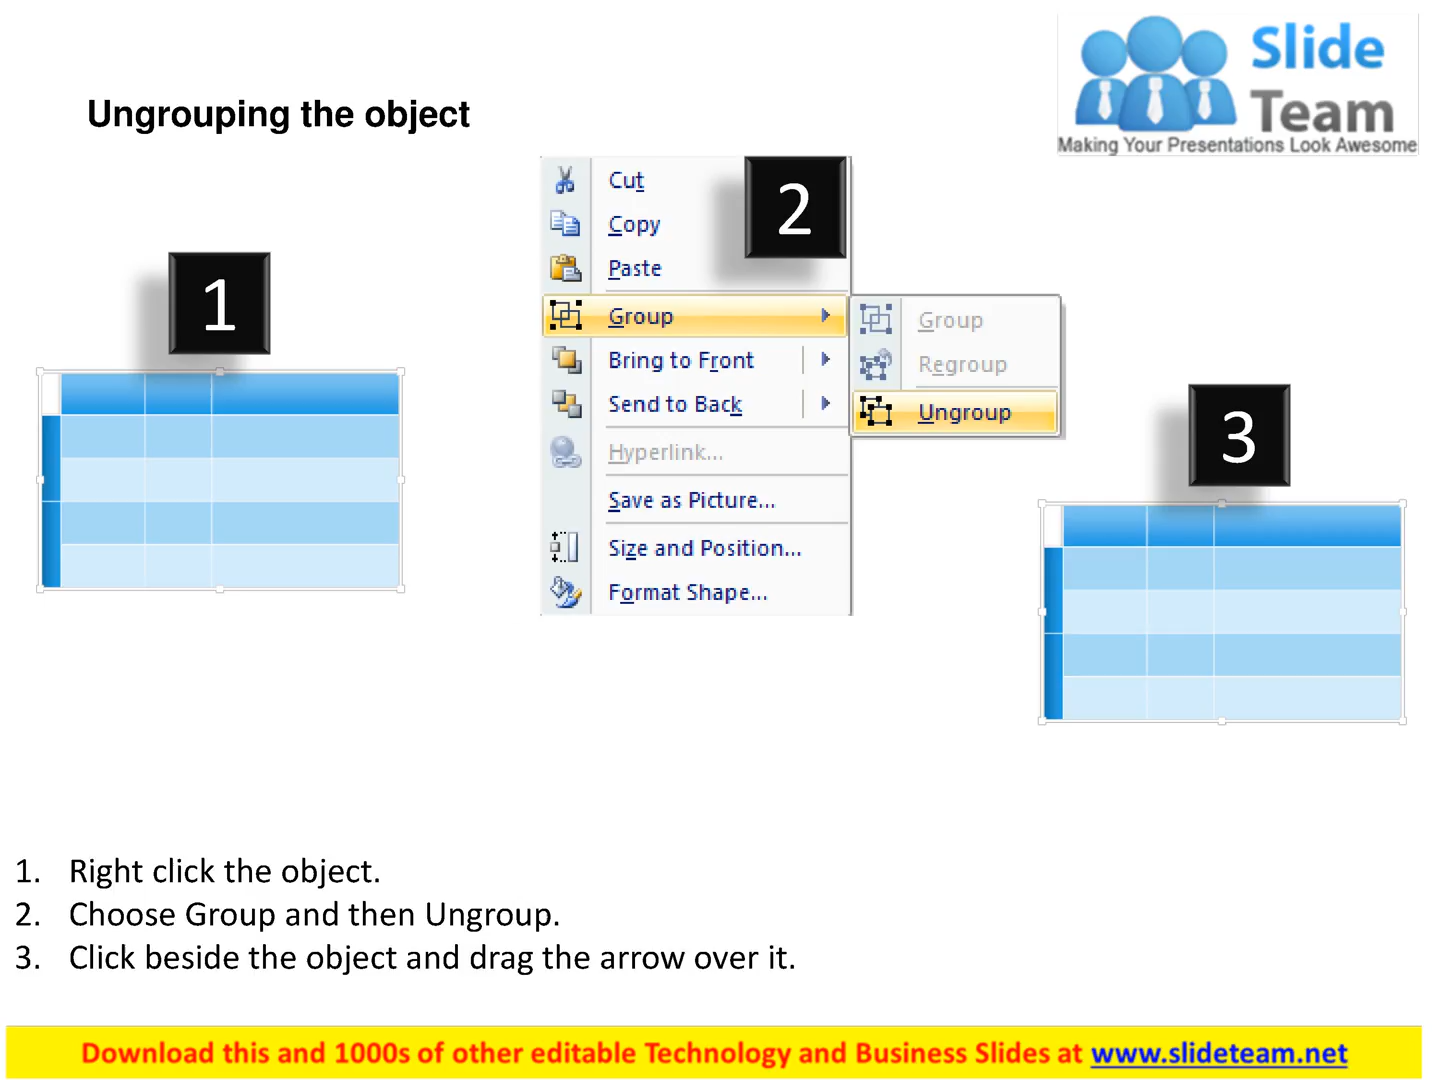 Slide
Team
Making Your Presentations Look Awesome
Ungrouping the object
1
2
Cut
Copy
Paste
Group
Bring to Front
Send to Back
Hyperlink...
Save as Picture...
Size and Position...
Format Shape...
Group
Regroup
Ungroup
3
1. Right click the object.
2. Choose Group and then Ungroup.
3. Click beside the object and drag the arrow over it.
Download this and 1000s of other editable Technology and Business Slides at www.slideteam.net